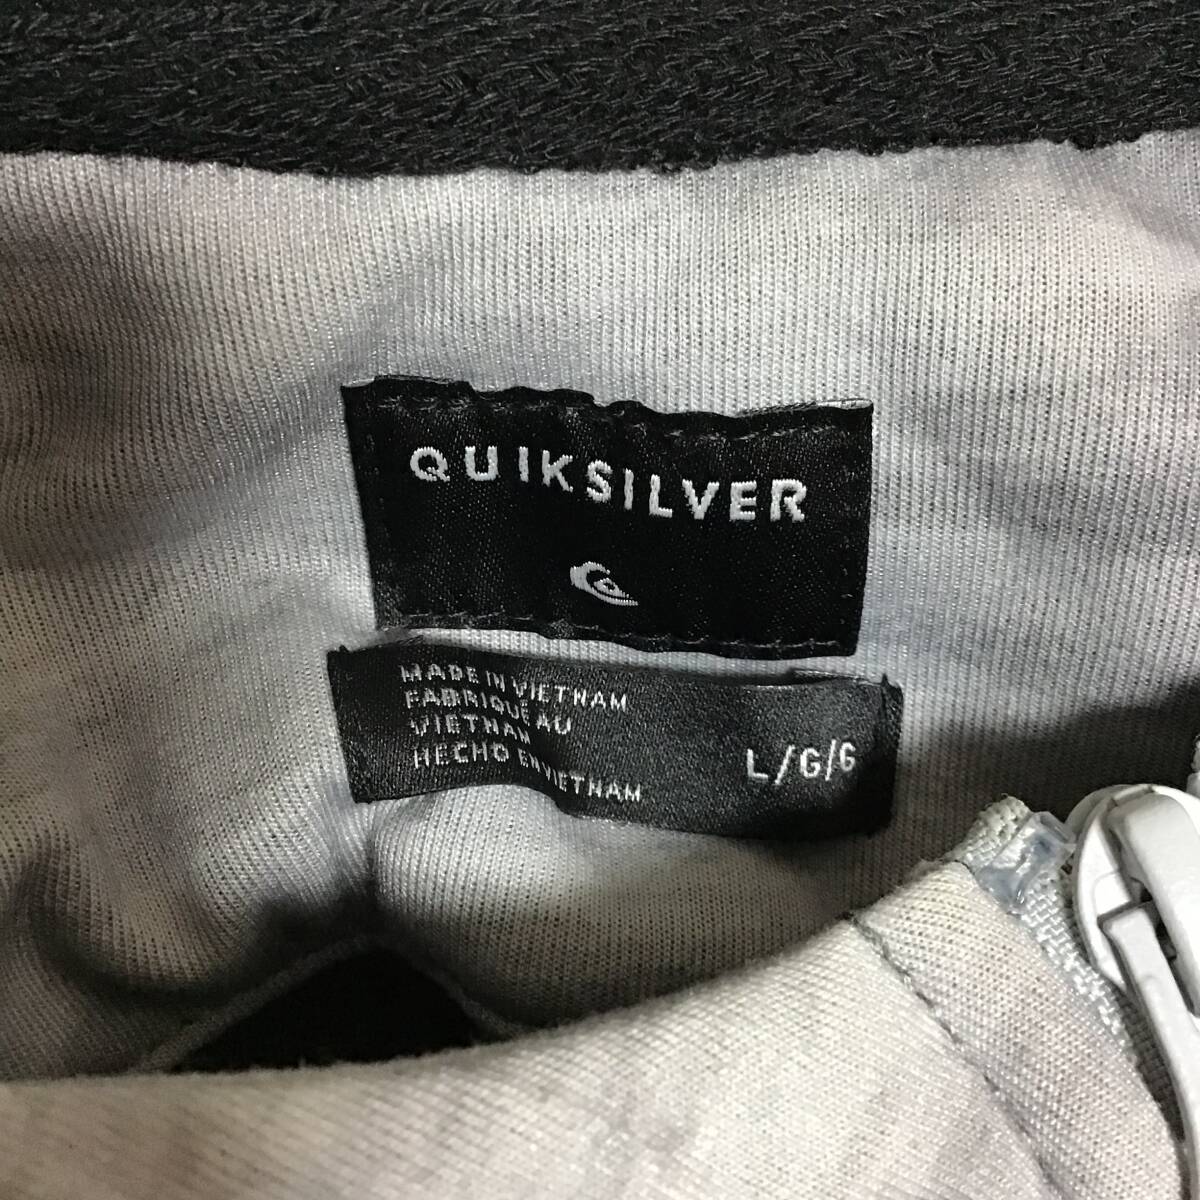 QUIKSILVER
MADE IN VIETNAM
FABRIQUÉ AU
VIETNAM
HECHO EN VIETNAM
L/G/G